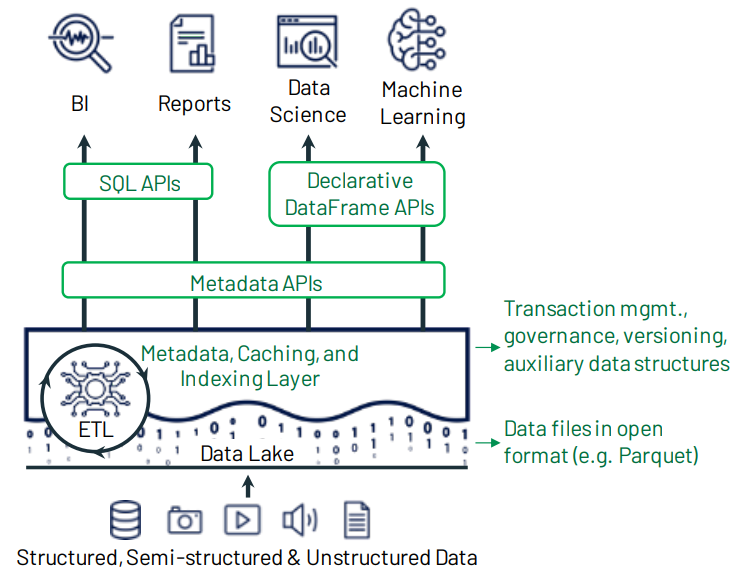 BI
Reports
Data
Science
Machine
Learning
SQL APIs
Declarative
DataFrame APIs
Metadata APIs
Metadata, Caching, and
Indexing Layer
Transaction mgmt.,
governance, versioning,
auxiliary data structures
ETL
Data Lake
Data files in open
format (e.g. Parquet)
Structured, Semi-structured & Unstructured Data